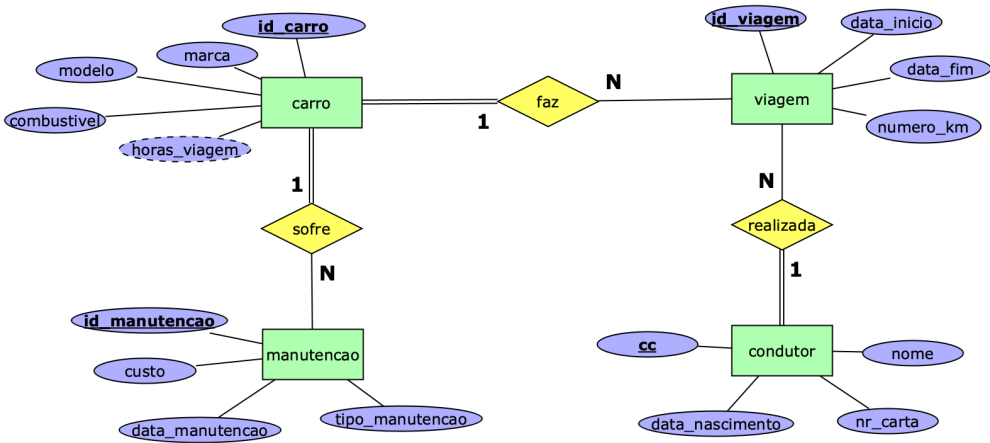 id_carro
id_viagem
data_inicio
marca
modelo
data_fim
carro
faz
N
viagem
1
combustivel
numero_km
horas_viagem
1
N
sofre
realizada
N
1
id_manutencao
cc
nome
manutencao
condutor
custo
data_manutencao
tipo_manutencao
data_nascimento
nr_carta